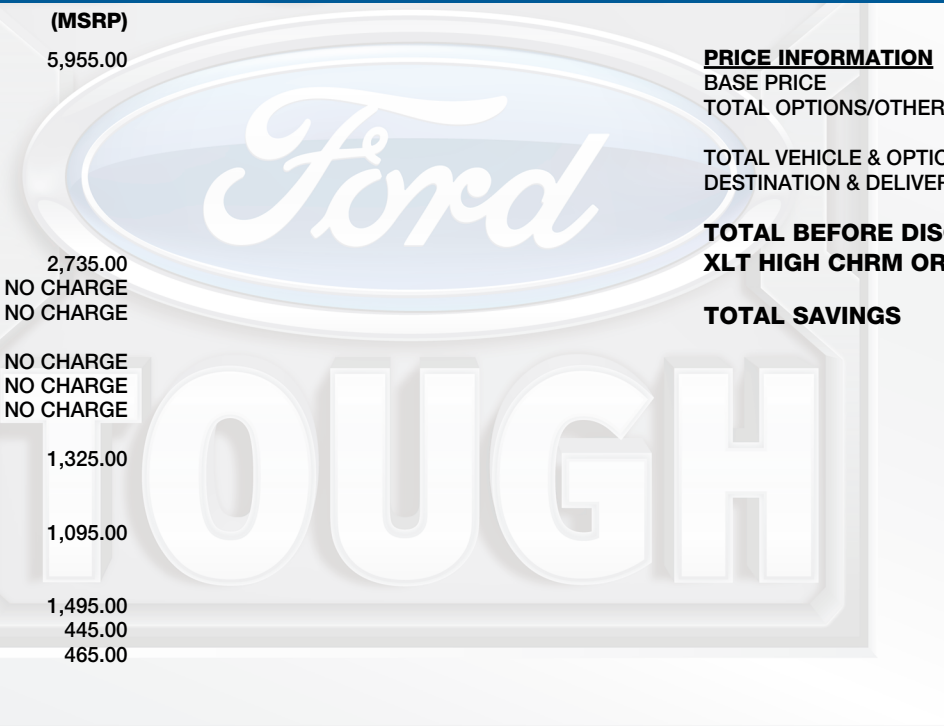 (MSRP)
5,955.00
2,735.00
NO CHARGE
NO CHARGE
NO CHARGE
NO CHARGE
NO CHARGE
1,325.00
1,095.00
1,495.00
445.00
465.00
PRICE INFORMATION
BASE PRICE
TOTAL OPTIONS/OTHER
TOTAL VEHICLE & OPTIO
DESTINATION & DELIVER
TOTAL BEFORE DISC
XLT HIGH CHRM OR
TOTAL SAVINGS
Ford
TOUGH